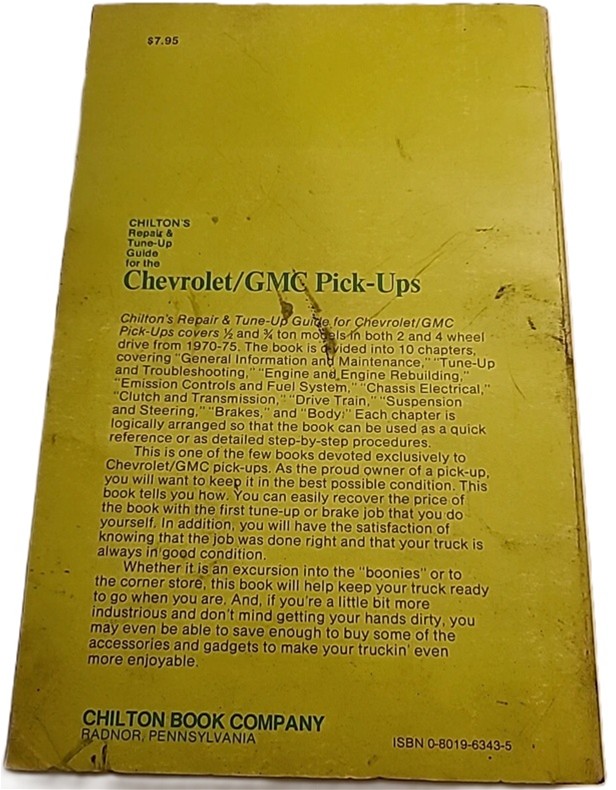 $7.95
CHILTON'S
Repair &
Tune-Up
Guide
for the
Chevrolet/GMC Pick-Ups
Chilton's Repair & Tune-Up Guide for Chevrolet/GMC
Pick-Ups covers ½ and ¾ ton models in both 2 and 4 wheel
drive from 1970-75. The book is divided into 10 chapters,
covering "General Information and Maintenance," "Tune-Up
and Troubleshooting," "Engine and Engine Rebuilding,"
"Emission Controls and Fuel System," "Chassis Electrical,"
"Clutch and Transmission," "Drive Train," "Suspension
and Steering," "Brakes," and "Body." Each chapter is
logically arranged so that the book can be used as a quick
reference or as detailed step-by-step procedures.
This is one of the few books devoted exclusively to
Chevrolet/GMC pick-ups. As the proud owner of a pick-up,
you will want to keep it in the best possible condition. This
book tells you how. You can easily recover the price of
the book with the first tune-up or brake job that you do
yourself. In addition, you will have the satisfaction of
knowing that the job was done right and that your truck is
always in good condition.
Whether it is an excursion into the "boonies" or to
the corner store, this book will help keep your truck ready
to go when you are. And, if you're a little bit more
industrious and don't mind getting your hands dirty, you
may even be able to save enough to buy some of the
accessories and gadgets to make your truckin' even
more enjoyable.
CHILTON BOOK COMPANY
RADNOR, PENNSYLVANIA
ISBN 0-8019-6343-5